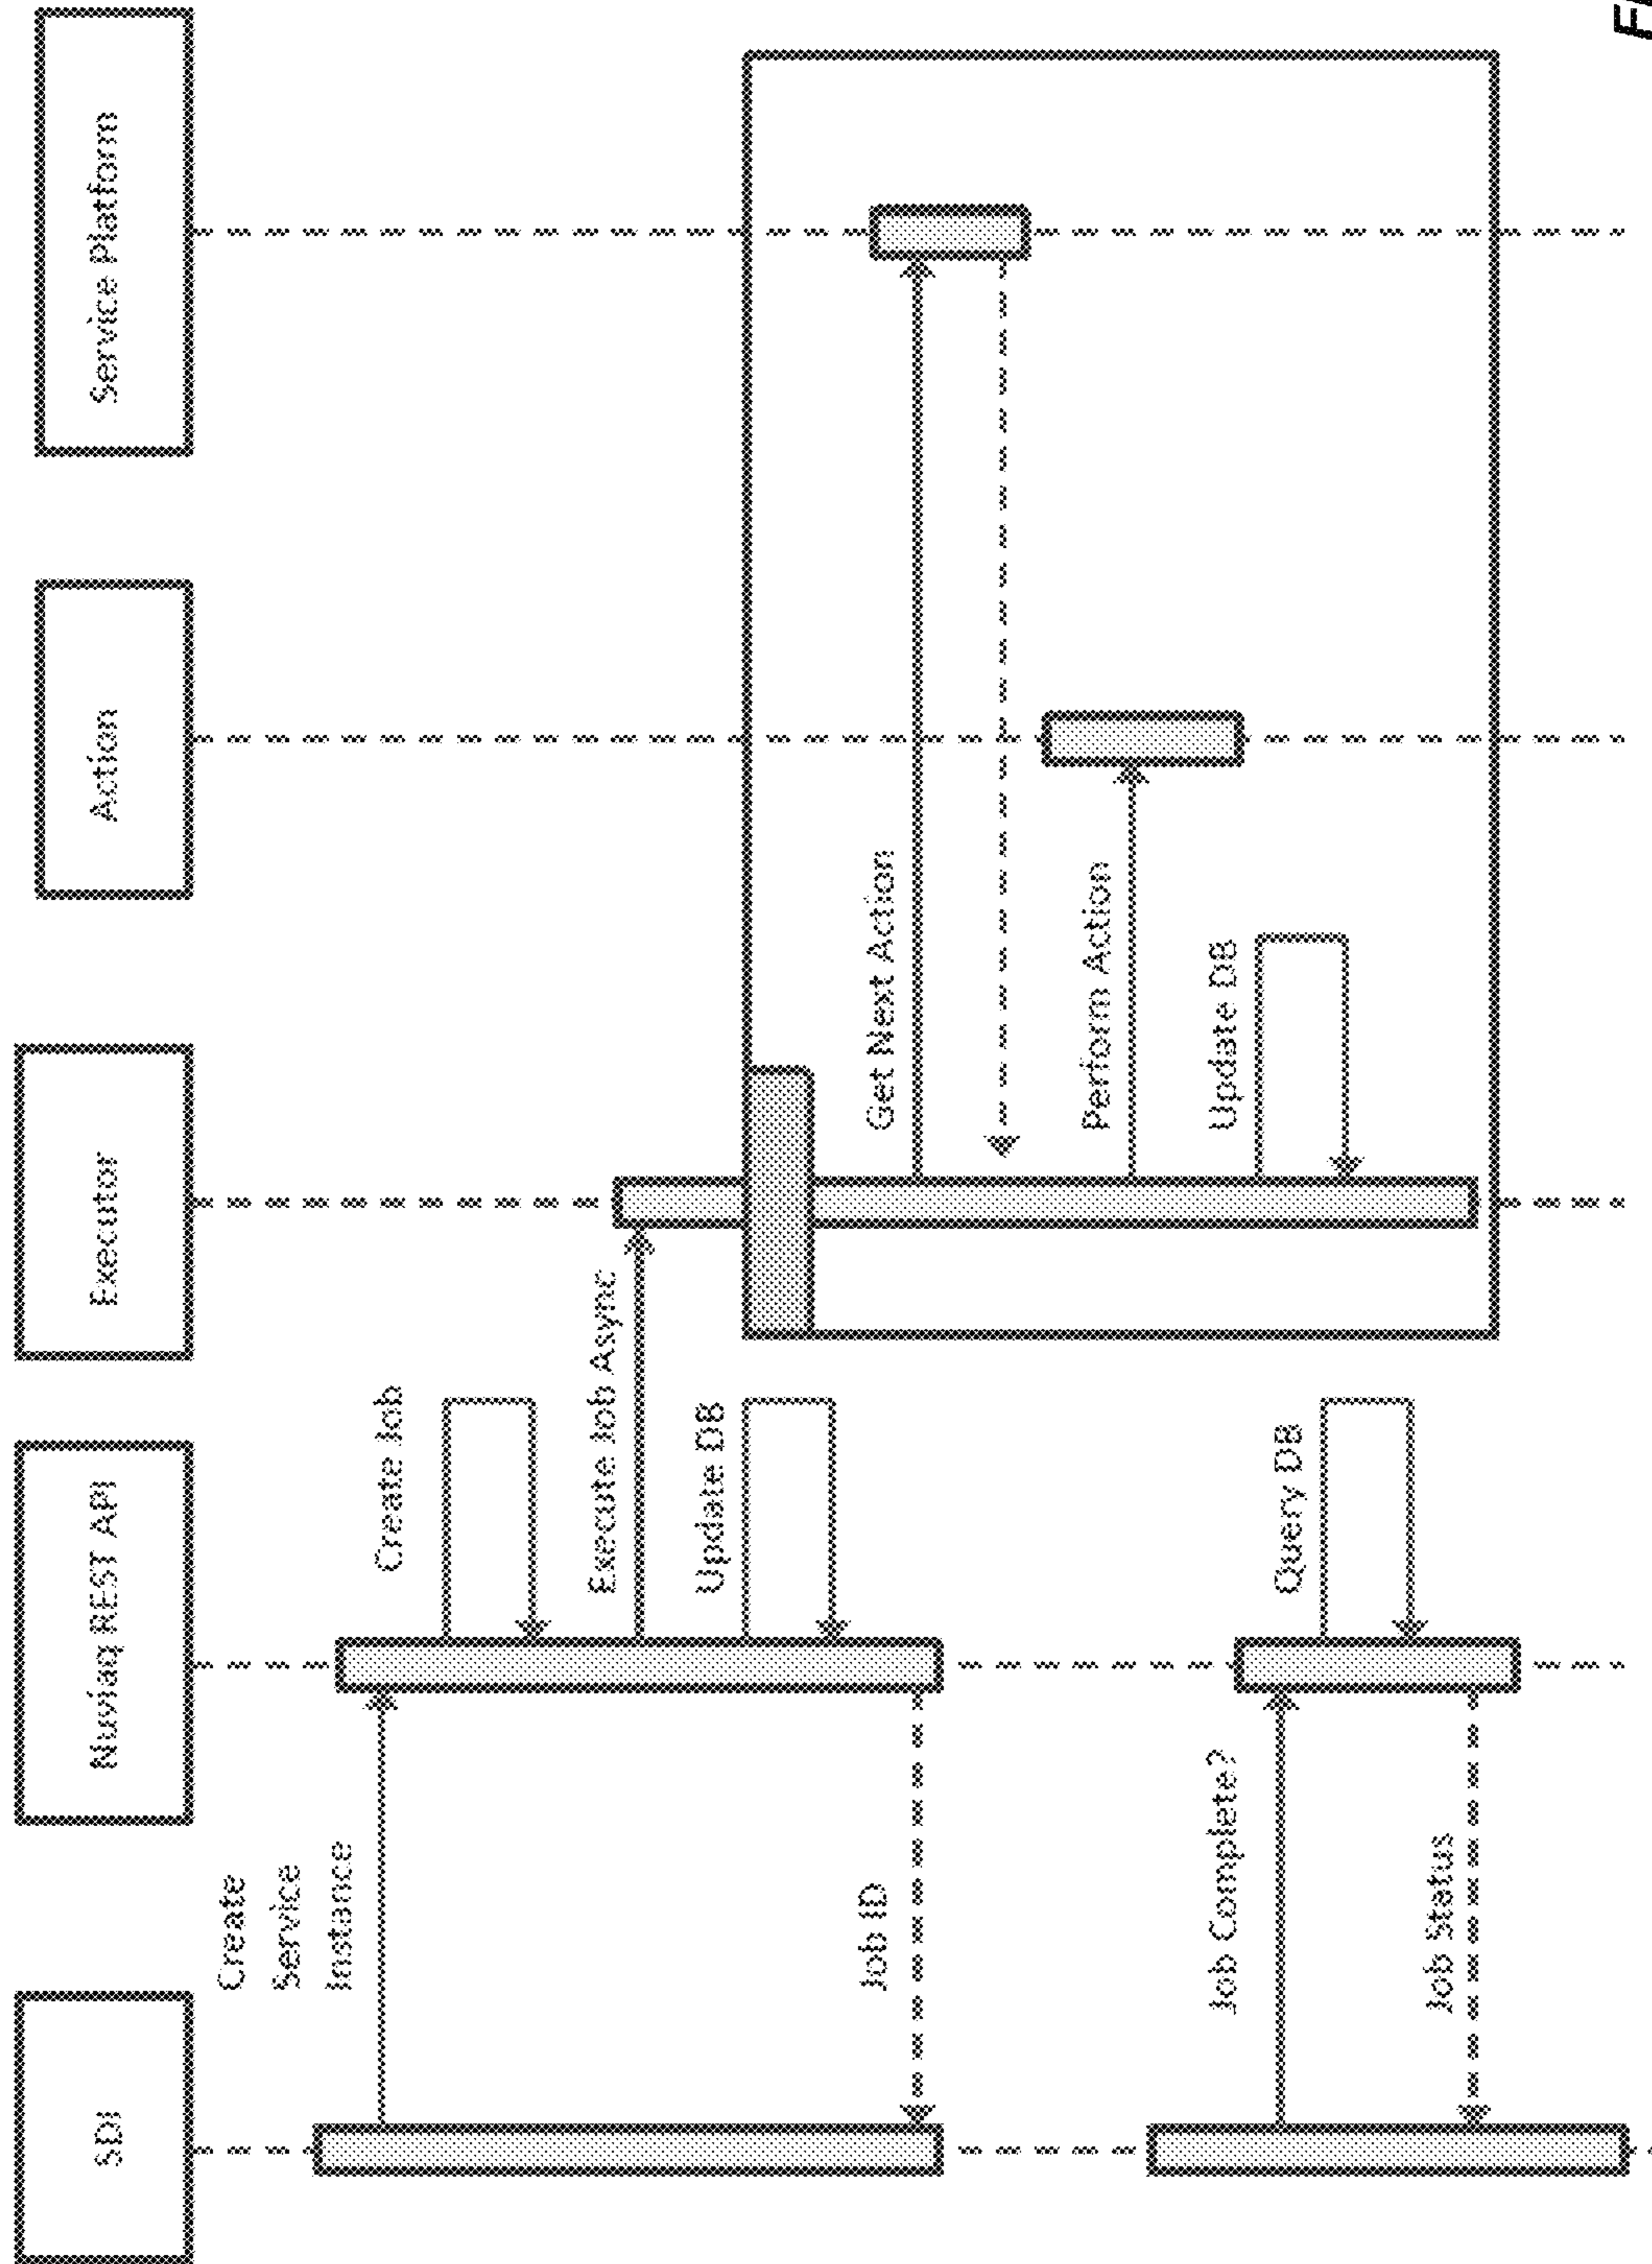 SDI
Nuviaq REST API
Executor
Action
Service Platform
Create
Service
Instance
Create Job
Execute Job Async
Update DB
Job ID
Get Next Action
Perform Action
Update DB
Job Complete?
Query DB
Job Status